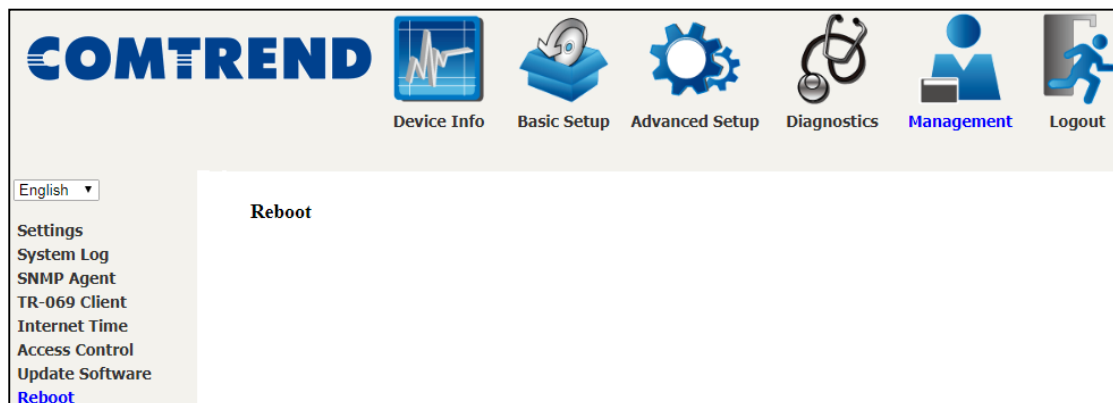 COMTREND
Device Info
Basic Setup
Advanced Setup
Diagnostics
Management
Logout
English
Settings
System Log
SNMP Agent
TR-069 Client
Internet Time
Access Control
Update Software
Reboot
Reboot